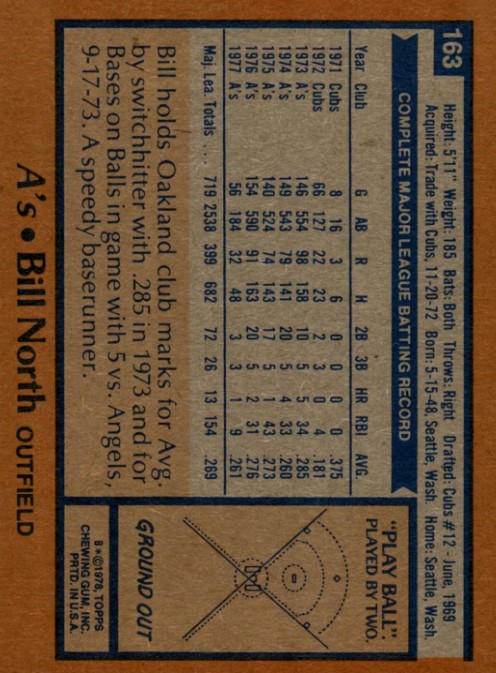 163
Height: 5'11" Weight: 185 Bats: Both Throws: Right Drafted: Cubs #12 - June, 1969
Acquired: Trade with Cubs, 11-20-72 Born: 5-15-48, Seattle, Wash. Home: Seattle, Wash.
COMPLETE MAJOR LEAGUE BATTING RECORD
Year Club G AB R H 2B 3B HR RBI AVG.
1971 Cubs 8 16 3 6 0 0 0 0 .375
1972 Cubs 66 127 22 23 2 3 0 4 .181
1973 A's 146 554 98 158 10 5 5 34 .285
1974 A's 149 543 79 141 20 5 4 33 .260
1975 A's 140 524 74 143 17 5 1 43 .273
1976 A's 154 590 91 163 20 5 2 31 .276
1977 A's 56 184 32 48 3 3 1 9 .261
Maj. Lea. Totals .... 719 2538 399 682 72 26 13 154 .269
Bill holds Oakland club marks for Avg.
by switchhitter with .285 in 1973 and for
Bases on Balls in game with 5 vs. Angels,
9-17-73. A speedy baserunner.
"PLAY BALL":
PLAYED BY TWO.
GROUND OUT
B*©1978, TOPPS
CHEWING GUM, INC.
PRTD. IN U.S.A.
A's • Bill North OUTFIELD